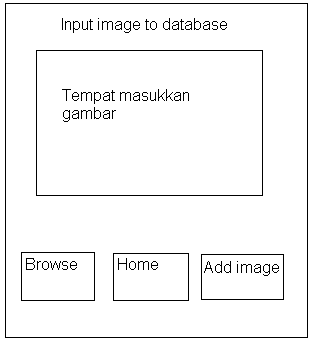 Input image to database
Tempat masukkan
gambar
Browse
Home
Add image